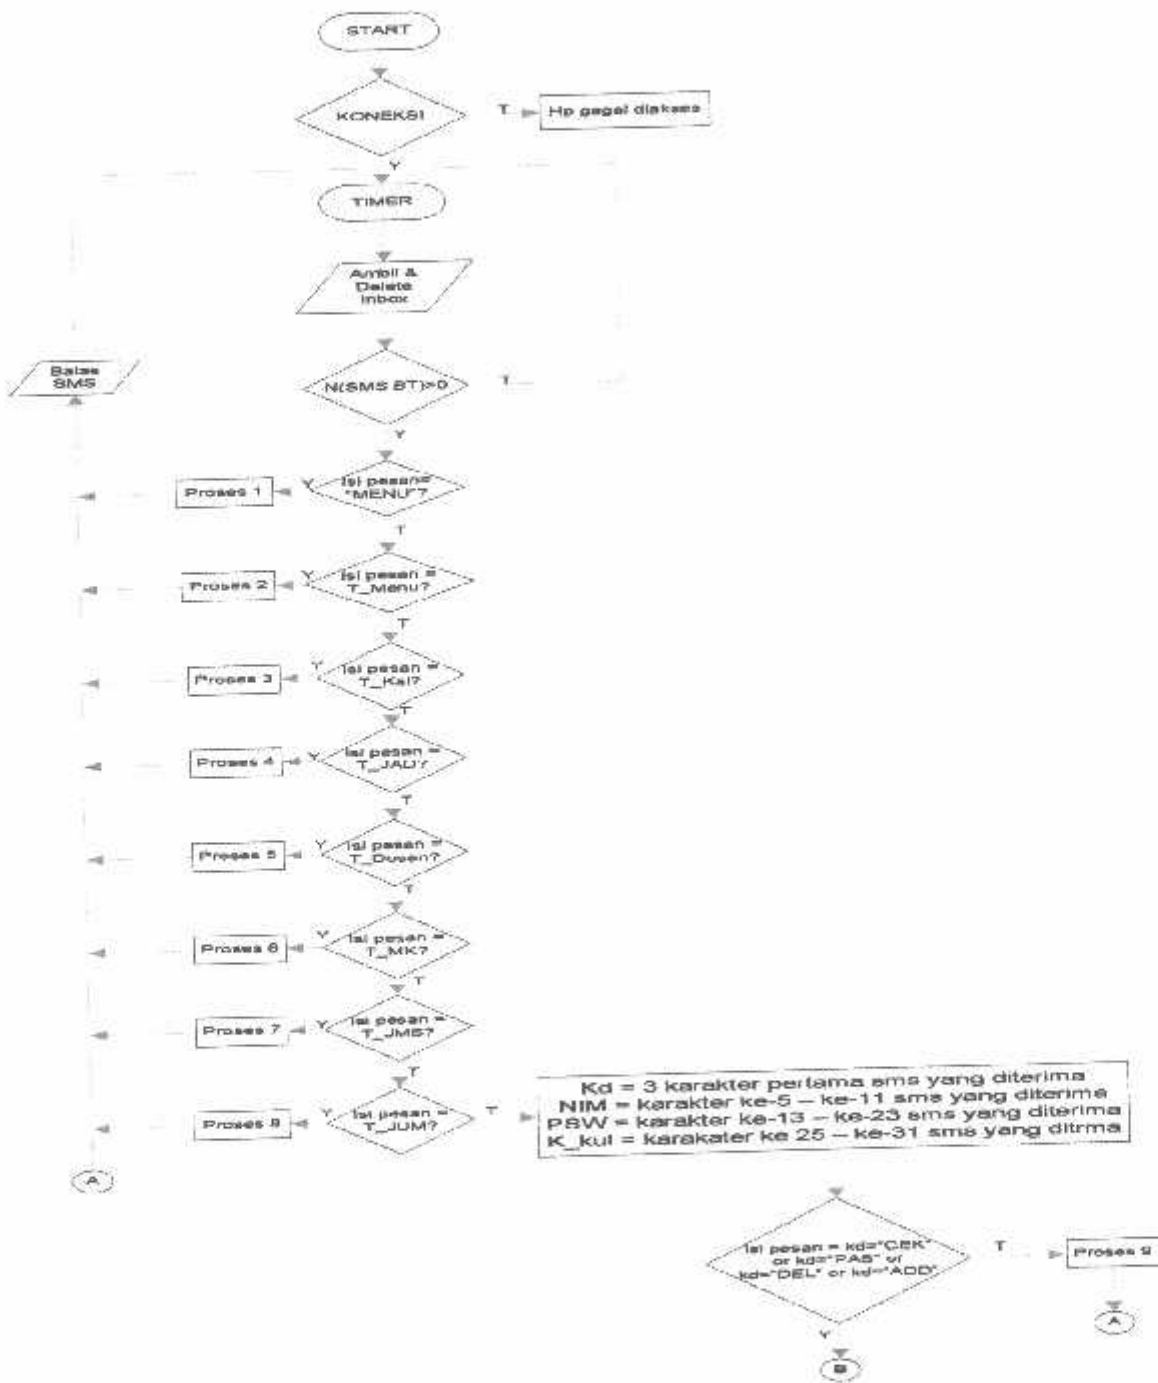 START
KONEKSI
T
Hp gagal diakses
Y
TIMER
Ambil &
Delete
Inbox
Balas
SMS
N(SMS BT)>0
T
Y
Proses 1
Y
Isi pesan=
"MENU"?
T
Proses 2
Y
Isi pesan =
T_Menu?
T
Proses 3
Y
Isi pesan =
T_Kal?
T
Proses 4
Y
Isi pesan =
T_JAD?
T
Proses 5
Y
Isi pesan =
T_Dosen?
T
Proses 6
Y
Isi pesan =
T_MK?
T
Proses 7
Y
Isi pesan =
T_JMS?
T
Proses 8
Y
Isi pesan =
T_JUM?
T
Kd = 3 karakter pertama sms yang diterima
NIM = karakter ke-5 – ke-11 sms yang diterima
PSW = karakter ke-13 – ke-23 sms yang diterima
K_kul = karakater ke 25 – ke-31 sms yang ditrma
A
Isi pesan = kd="CEK"
or kd="PAS" or
kd="DEL" or kd="ADD"
T
Proses 9
A
Y
B